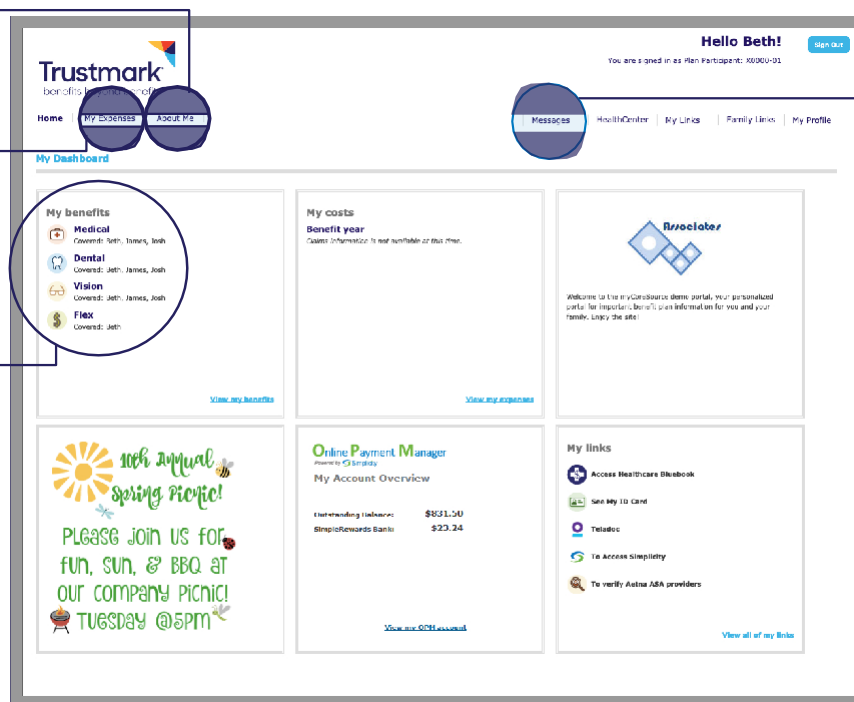 Hello Beth!
Sign Out
You are signed in as Plan Participant: X0000-01
Trustmark
benefits beyond benefits
Home
My Expenses
About Me
Messages
HealthCenter
My Links
Family Links
My Profile
My Dashboard
My benefits
Medical
Covered: Beth, James, Josh
Dental
Covered: Beth, James, Josh
Vision
Covered: Beth, James, Josh
Flex
Covered: Beth
View my benefits
My costs
Benefit year
Claims information is not available at this time.
View my expenses
Associates
Welcome to the myCoreSource demo portal, your personalized
portal for important benefit plan information for you and your
family. Enjoy the site!
10th Annual
Spring Picnic!
Please join us for
fun, sun, & BBQ at
our company picnic!
Tuesday @5pm
Online Payment Manager
Powered by Simplicity
My Account Overview
Outstanding Balance: $831.50
SimpleRewards Bank: $23.24
View my OPM account
My links
Access Healthcare Bluebook
See My ID Card
Teladoc
To Access Simplicity
To verify Aetna ASA providers
View all of my links